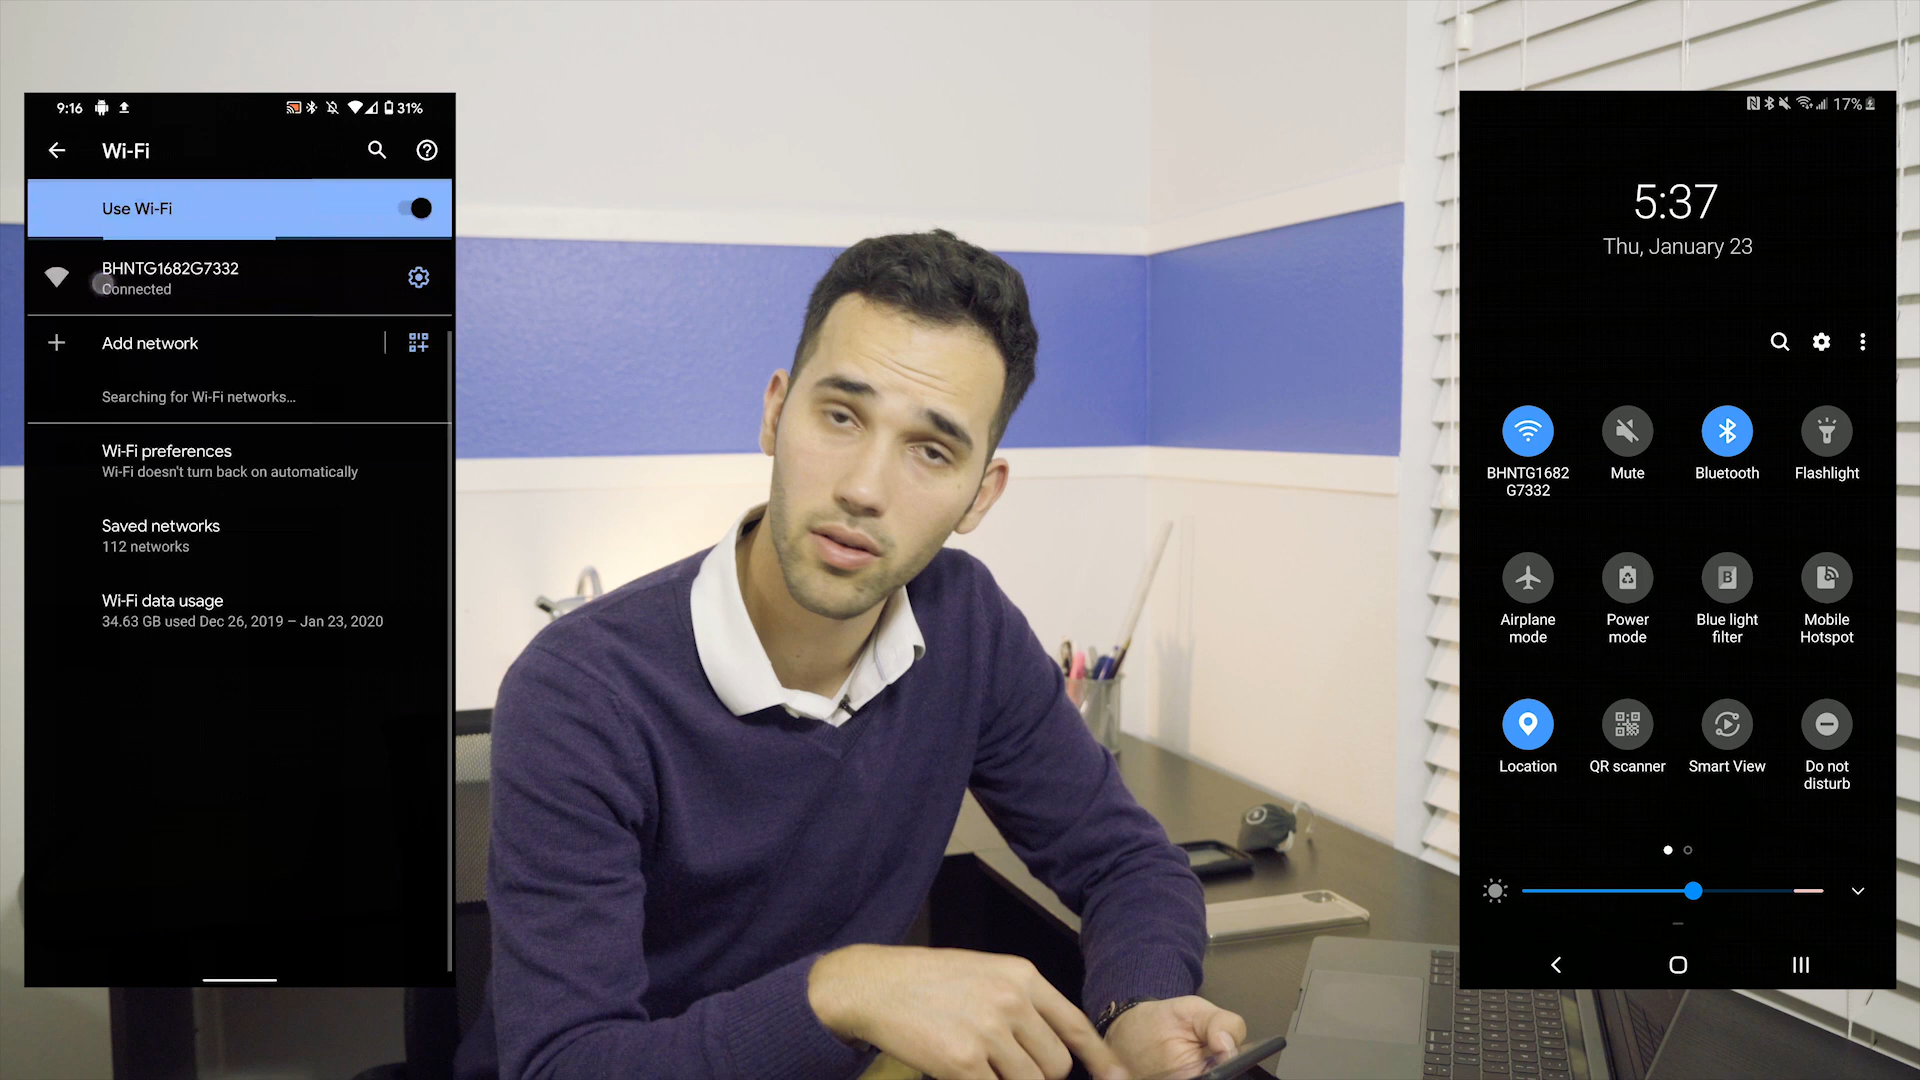 9:16
31%
Wi-Fi
Use Wi-Fi
BHNTG1682G7332
Connected
Add network
Searching for Wi-Fi networks…
Wi-Fi preferences
Wi-Fi doesn't turn back on automatically
Saved networks
112 networks
Wi-Fi data usage
34.63 GB used Dec 26, 2019 – Jan 23, 2020
17%
5:37
Thu, January 23
BHNTG1682
G7332
Mute
Bluetooth
Flashlight
Airplane
mode
Power
mode
B
Blue light
filter
Mobile
Hotspot
Location
QR scanner
Smart View
Do not
disturb